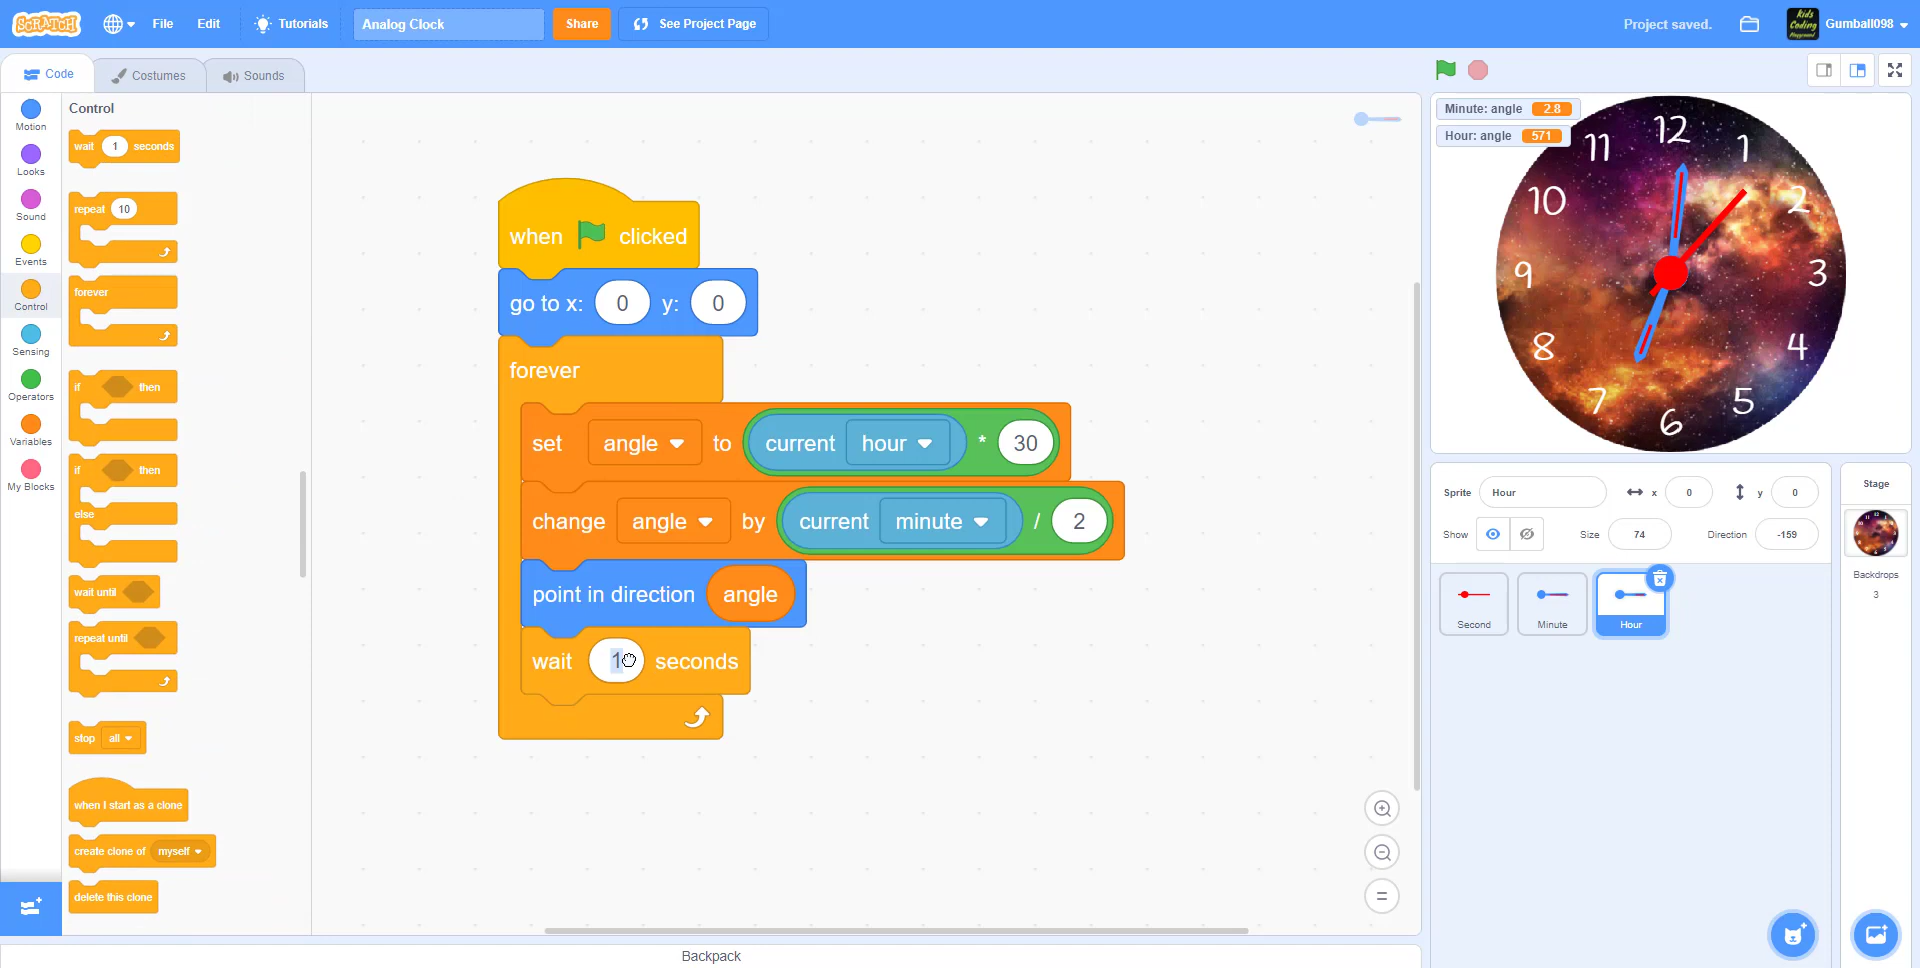 SCRATCH
File
Edit
Tutorials
Analog Clock
Share
See Project Page
Project saved.
Kids
Coding
Playground
Gumball098
Code
Costumes
Sounds
Motion
Looks
Sound
Events
Control
Sensing
Operators
Variables
My Blocks
Control
wait 1 seconds
repeat 10
forever
if then
if then
else
wait until
repeat until
stop all
when I start as a clone
create clone of myself
delete this clone
when clicked
go to x: 0 y: 0
forever
set angle to current hour * 30
change angle by current minute / 2
point in direction angle
wait 1 seconds
Backpack
Minute: angle 2.8
Hour: angle 571
12
1
2
3
4
5
6
7
8
9
10
11
Sprite Hour x 0 y 0
Show Size 74 Direction -159
Second
Minute
Hour
Stage
Backdrops
3